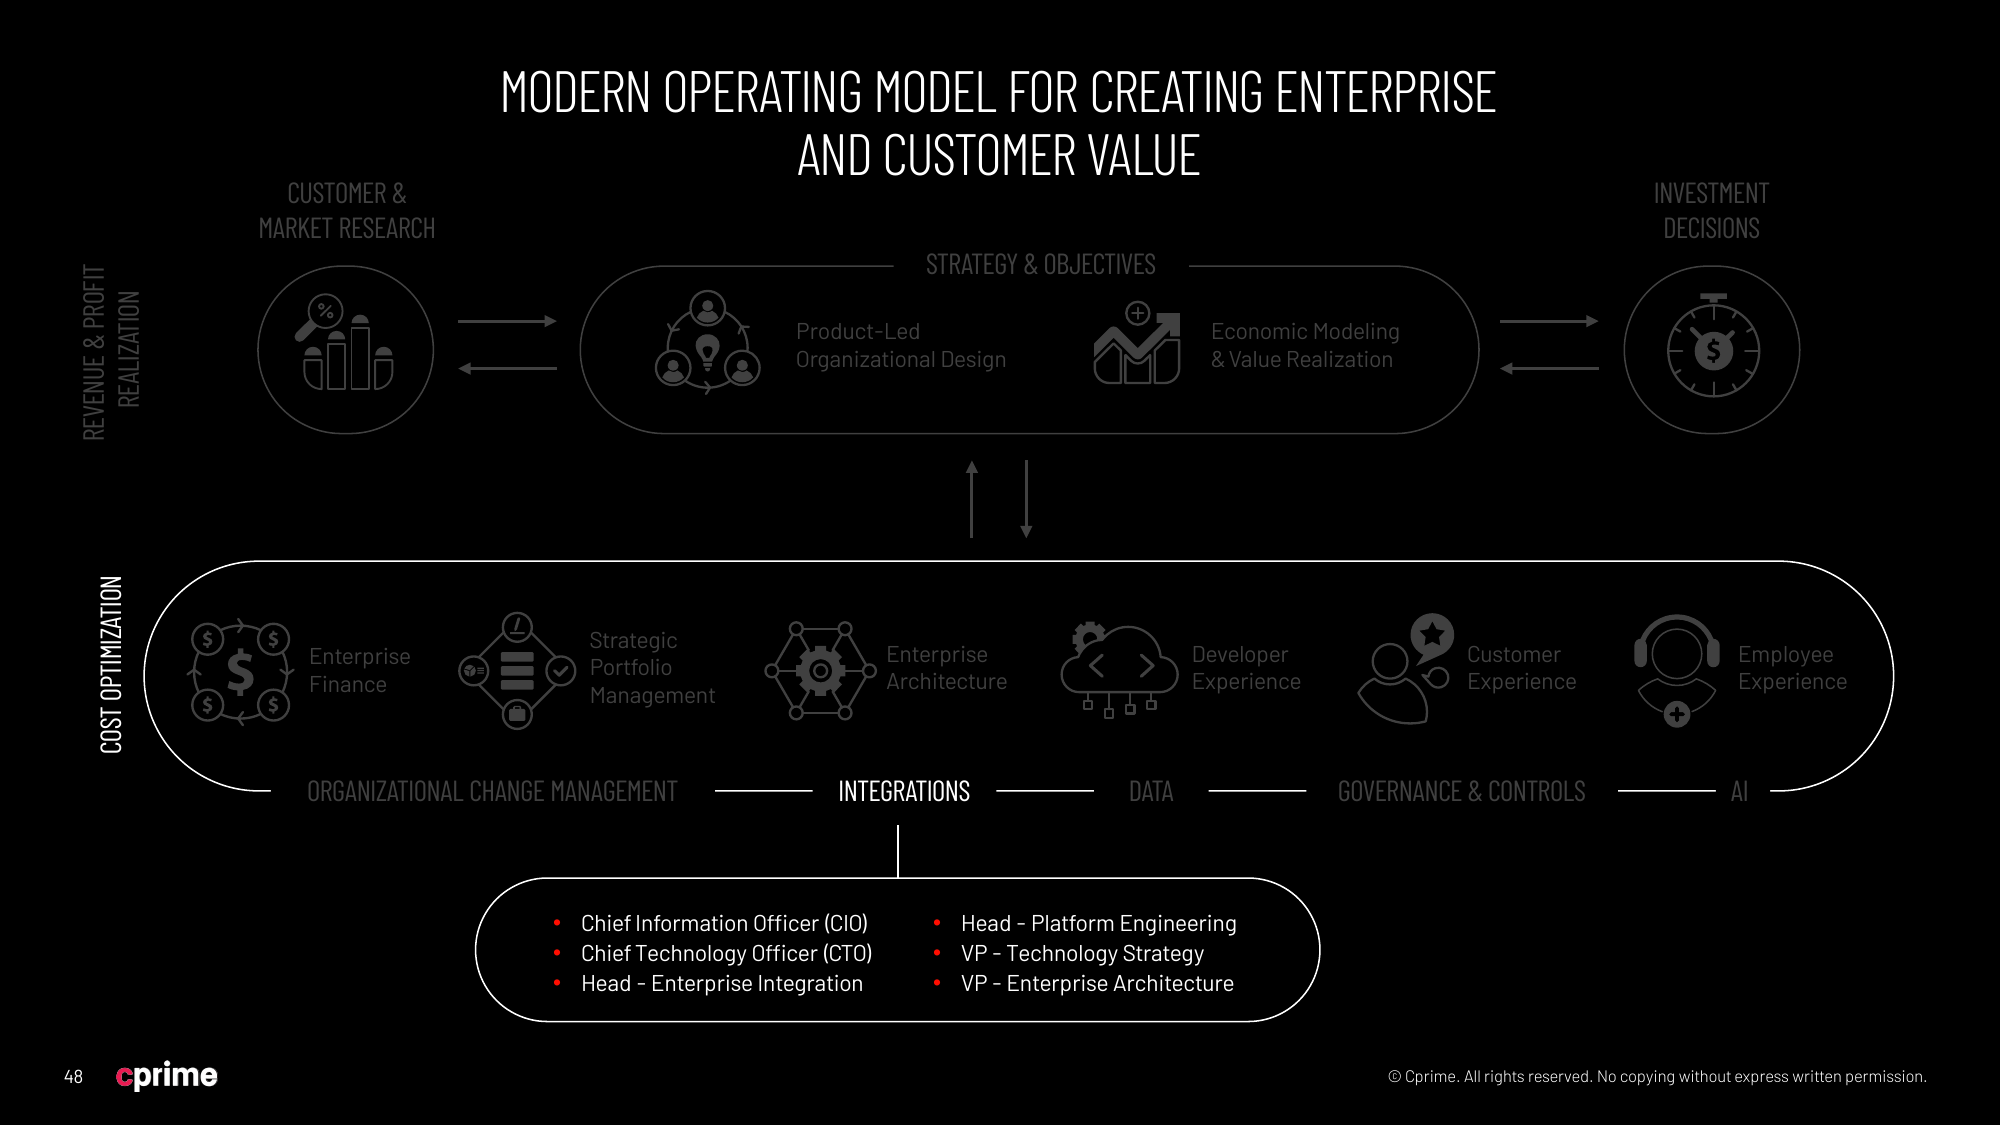 MODERN OPERATING MODEL FOR CREATING ENTERPRISE
AND CUSTOMER VALUE
CUSTOMER &
MARKET RESEARCH
INVESTMENT
DECISIONS
REVENUE & PROFIT
REALIZATION
STRATEGY & OBJECTIVES
%
Product-Led
Organizational Design
Economic Modeling
& Value Realization
$
COST OPTIMIZATION
$ $
$
$ $
Enterprise
Finance
Strategic
Portfolio
Management
Enterprise
Architecture
Developer
Experience
Customer
Experience
Employee
Experience
ORGANIZATIONAL CHANGE MANAGEMENT
INTEGRATIONS
DATA
GOVERNANCE & CONTROLS
AI
• Chief Information Officer (CIO)
• Chief Technology Officer (CTO)
• Head - Enterprise Integration
• Head - Platform Engineering
• VP - Technology Strategy
• VP - Enterprise Architecture
48
cprime
© Cprime. All rights reserved. No copying without express written permission.